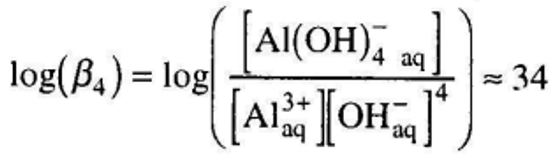 log(β₄) = log([Al(OH)₄⁻ aq] / [Al³⁺aq][OH⁻aq]⁴) ≈ 34